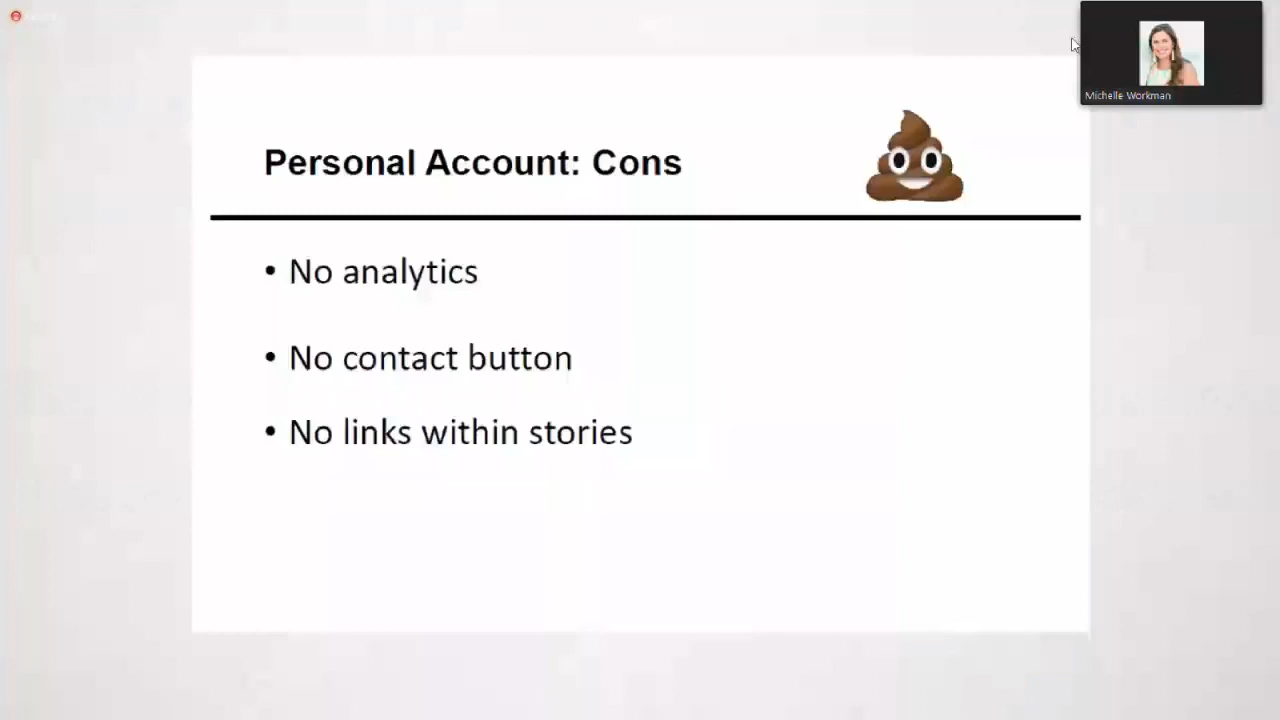 Michelle Workman
Personal Account: Cons
• No analytics
• No contact button
• No links within stories